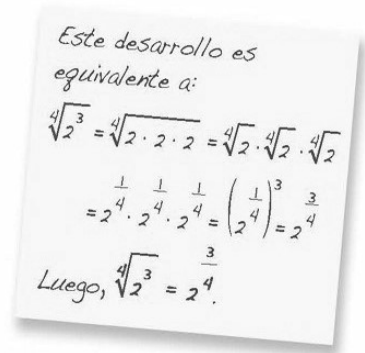 Este desarrollo es
equivalente a:
∜2³ = ∜2 · 2 · 2 = ∜2 · ∜2 · ∜2
= 2^(1/4) · 2^(1/4) · 2^(1/4) = (2^(1/4))³ = 2^(3/4)
Luego, ∜2³ = 2^(3/4).